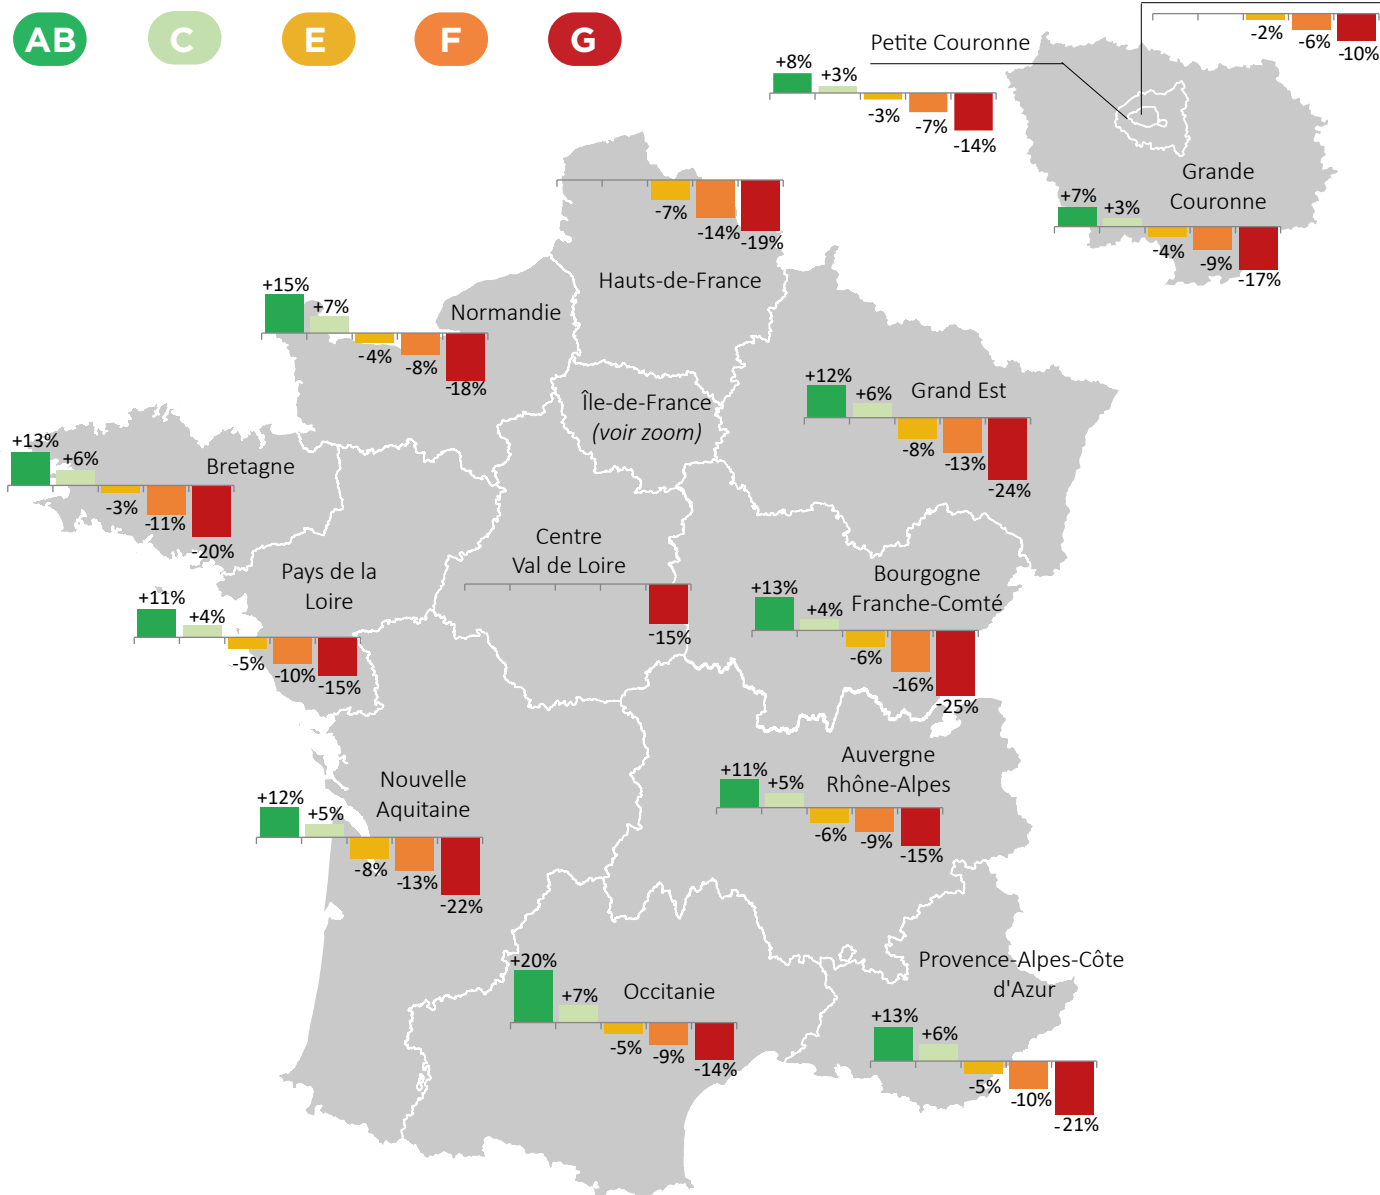 AB C E F G
-2%
-6%
-10%
Petite Couronne
+8%
+3%
-3%
-7%
-14%
Grande
Couronne
+7%
+3%
-4%
-9%
-17%
-7%
-14%
-19%
Hauts-de-France
+15%
+7%
-4%
-8%
-18%
Normandie
Île-de-France
(voir zoom)
+12%
+6%
-8%
-13%
-24%
Grand Est
+13%
+6%
-3%
-11%
-20%
Bretagne
Centre
Val de Loire
-15%
Pays de la
Loire
+11%
+4%
-5%
-10%
-15%
Bourgogne
Franche-Comté
+13%
+4%
-6%
-16%
-25%
Auvergne
Rhône-Alpes
+11%
+5%
-6%
-9%
-15%
Nouvelle
Aquitaine
+12%
+5%
-8%
-13%
-22%
Occitanie
+20%
+7%
-5%
-9%
-14%
Provence-Alpes-Côte
d'Azur
+13%
+6%
-5%
-10%
-21%